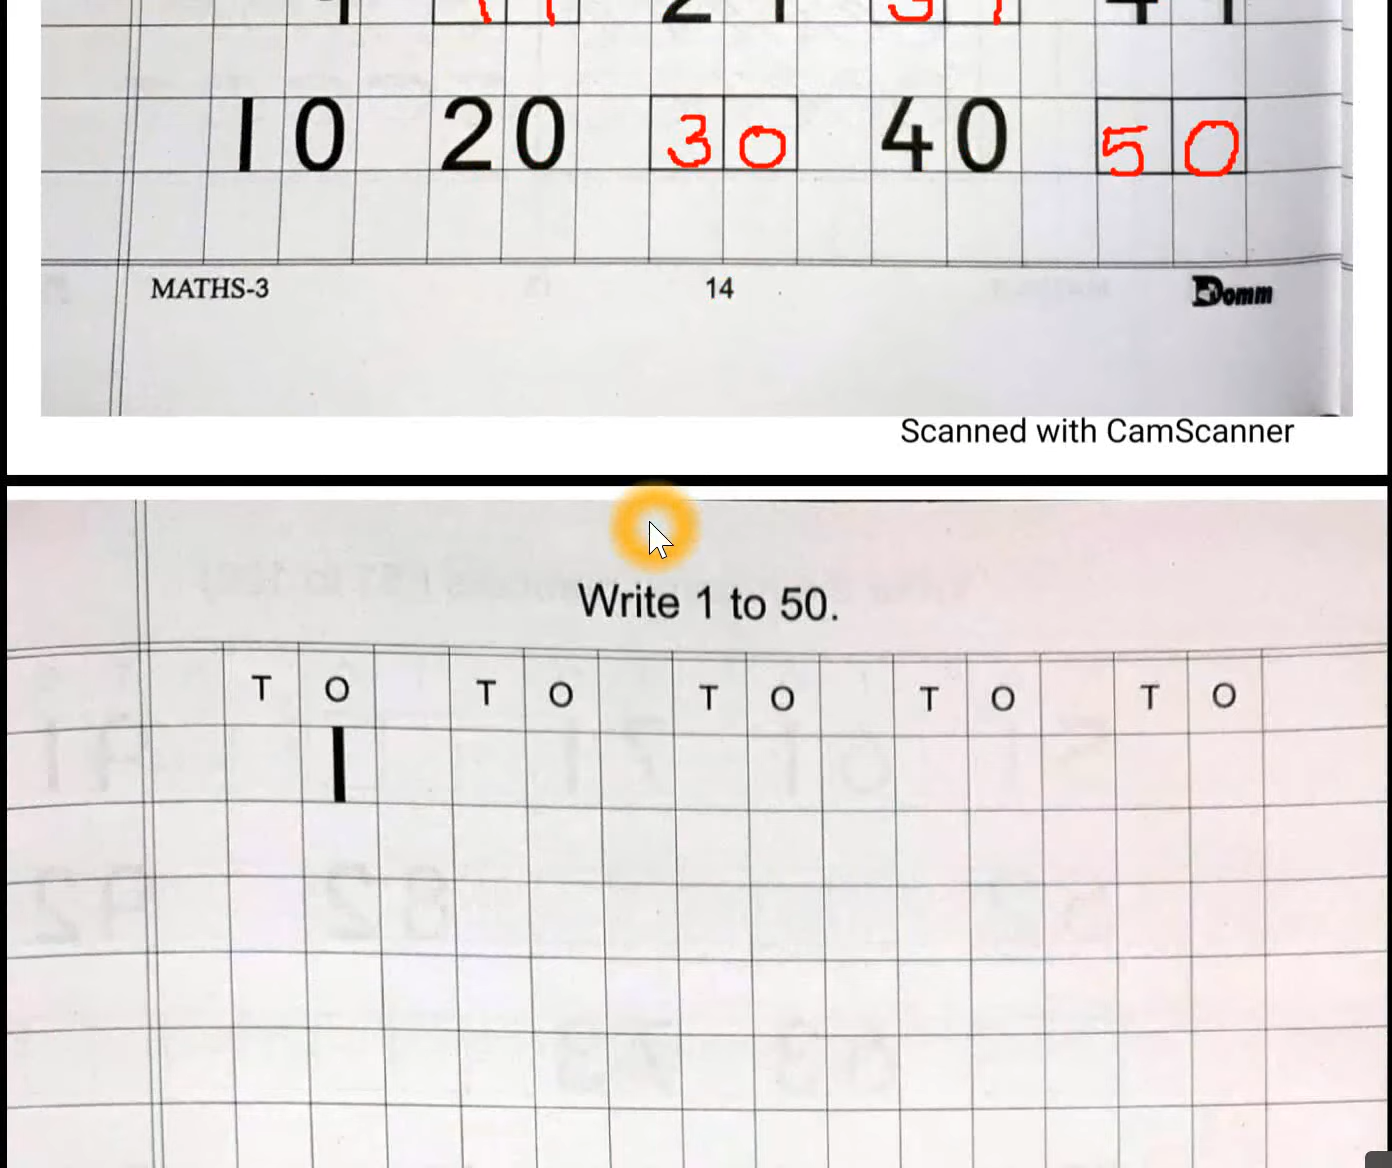 10 20 30 40 50
MATHS-3 14 Domm
Scanned with CamScanner
Write 1 to 50.
T O T O T O T O T O
1